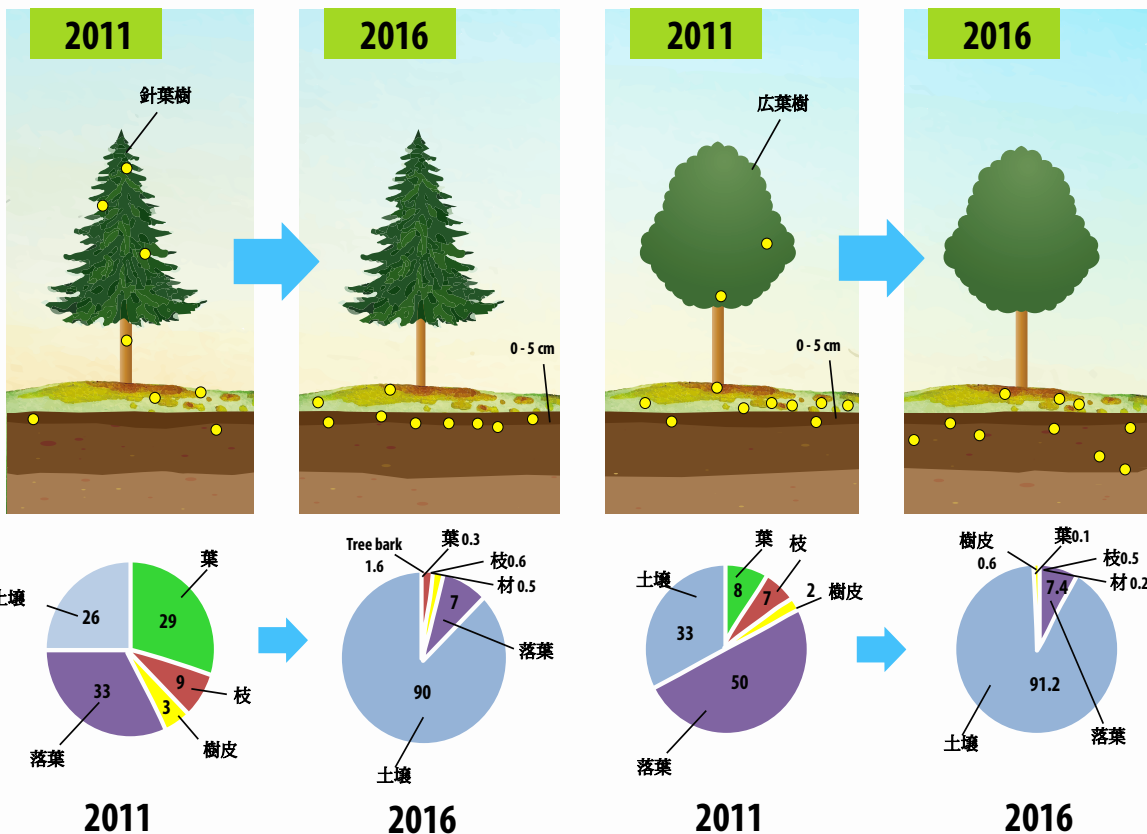 2011
2016
2011
2016
針葉樹
広葉樹
0 - 5 cm
0 - 5 cm
葉
土壌
26
29
9
枝
33
3
樹皮
落葉
2011
Tree bark
1.6
葉 0.3
枝0.6
材 0.5
7
落葉
90
土壌
2016
葉
枝
土壌
8
7
2
樹皮
33
50
落葉
2011
樹皮
0.6
葉0.1
枝0.5
材0.2
7.4
91.2
土壌
落葉
2016